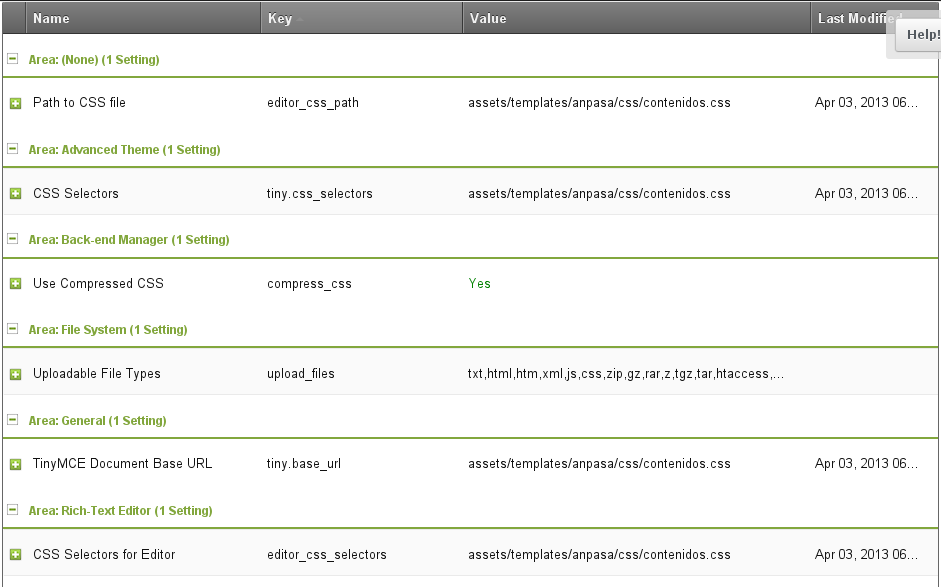 Name Key Value Last Modified
Help!
Area: (None) (1 Setting)
Path to CSS file editor_css_path assets/templates/anpasa/css/contenidos.css Apr 03, 2013 06...
Area: Advanced Theme (1 Setting)
CSS Selectors tiny.css_selectors assets/templates/anpasa/css/contenidos.css Apr 03, 2013 06...
Area: Back-end Manager (1 Setting)
Use Compressed CSS compress_css Yes
Area: File System (1 Setting)
Uploadable File Types upload_files txt,html,htm,xml,js,css,zip,gz,rar,z,tgz,tar,htaccess,...
Area: General (1 Setting)
TinyMCE Document Base URL tiny.base_url assets/templates/anpasa/css/contenidos.css Apr 03, 2013 06...
Area: Rich-Text Editor (1 Setting)
CSS Selectors for Editor editor_css_selectors assets/templates/anpasa/css/contenidos.css Apr 03, 2013 06...